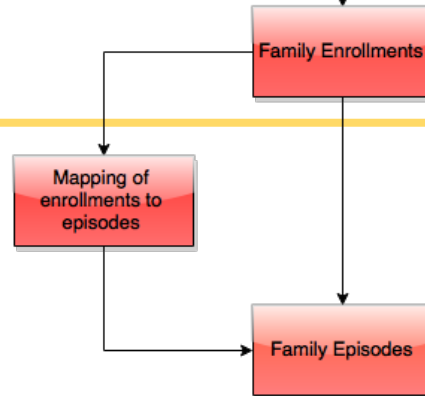 Family Enrollments
Mapping of
enrollments to
episodes
Family Episodes